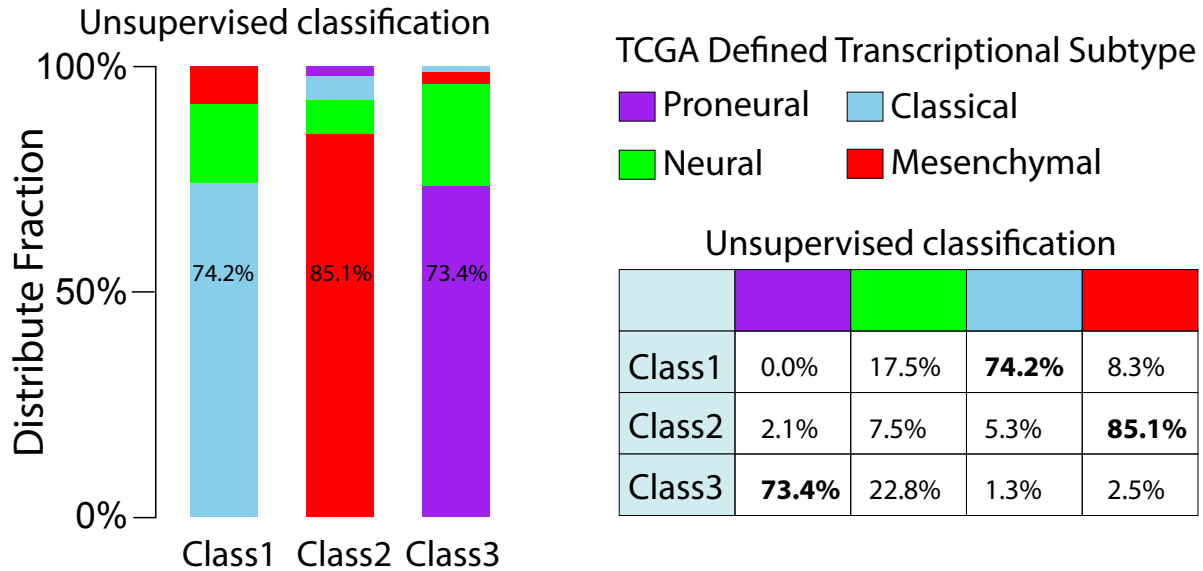 Unsupervised classification
100%
50%
0%
Distribute Fraction
74.2%
85.1%
73.4%
Class1 Class2 Class3
TCGA Defined Transcriptional Subtype
Proneural Classical
Neural Mesenchymal
Unsupervised classification
Class1 0.0% 17.5% 74.2% 8.3%
Class2 2.1% 7.5% 5.3% 85.1%
Class3 73.4% 22.8% 1.3% 2.5%